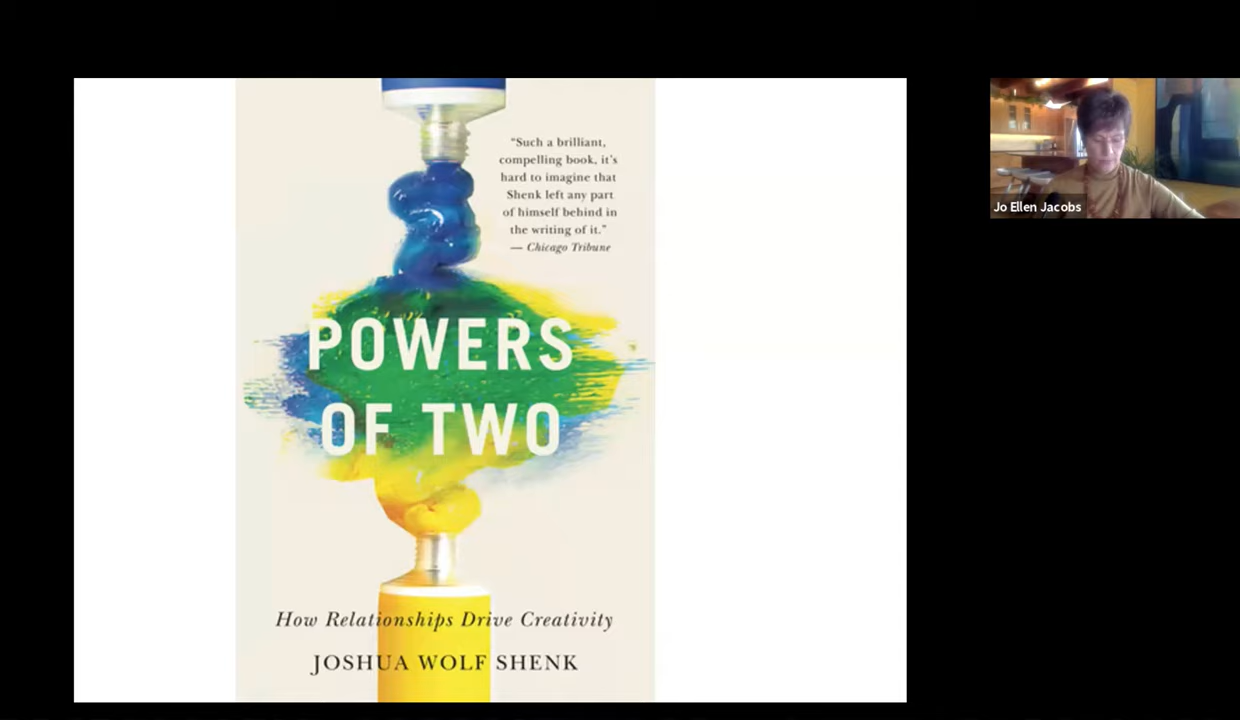 “Such a brilliant,
compelling book, it’s
hard to imagine that
Shenk left any part
of himself behind in
the writing of it.”
— Chicago Tribune
POWERS
OF TWO
How Relationships Drive Creativity
JOSHUA WOLF SHENK
Jo Ellen Jacobs